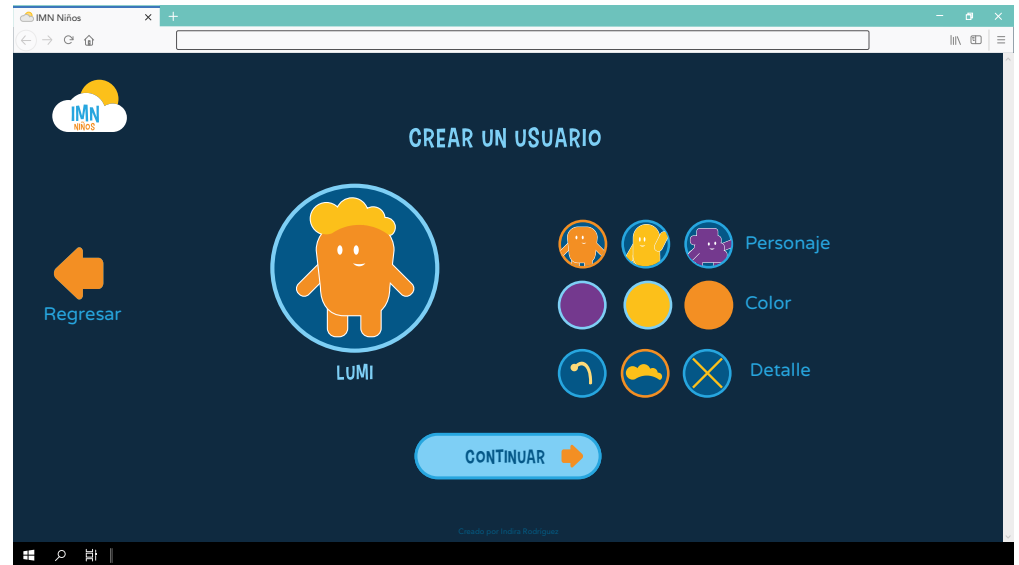 IMN Niños
IMN
NIÑOS
CREAR UN USUARIO
Personaje
Color
Regresar
LUMI
Detalle
CONTINUAR
Creado por Indira Rodríguez